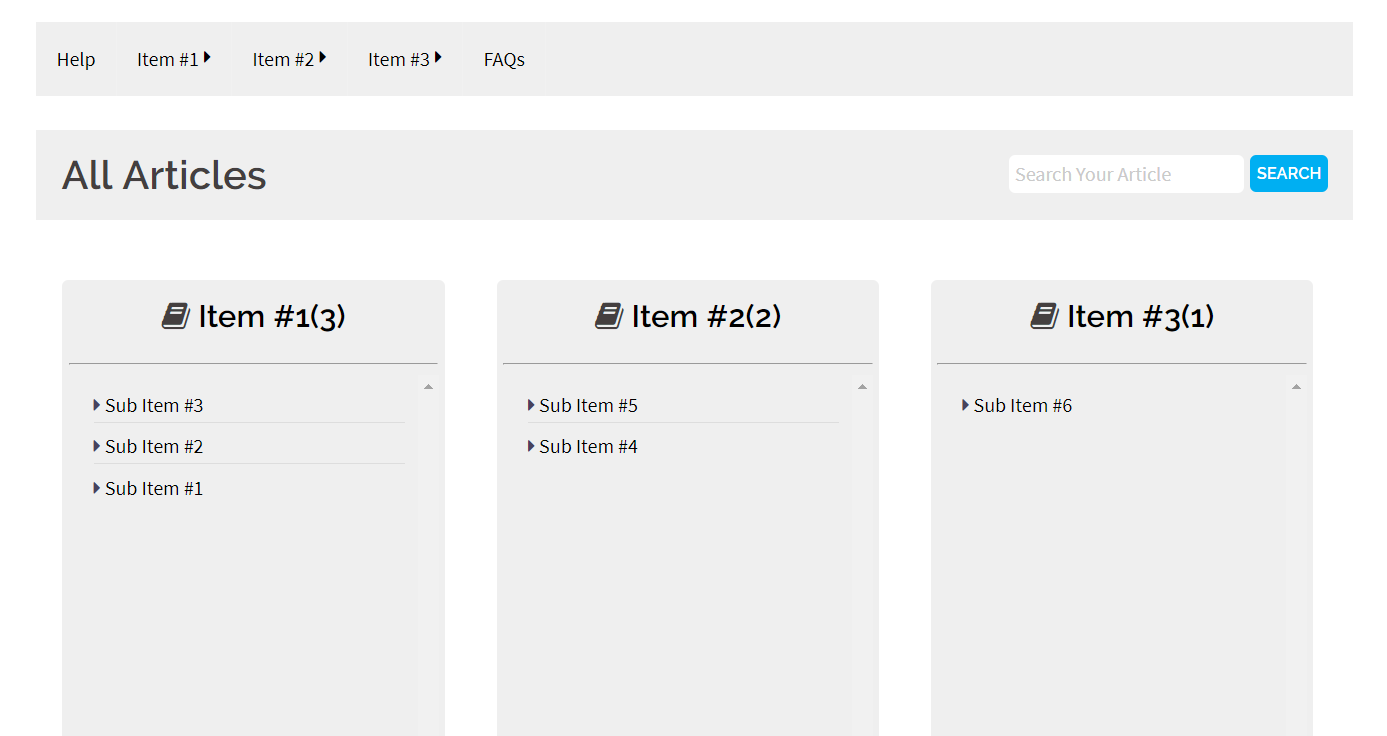 Help Item #1 Item #2 Item #3 FAQs
All Articles
Search Your Article SEARCH
Item #1(3)
Sub Item #3
Sub Item #2
Sub Item #1
Item #2(2)
Sub Item #5
Sub Item #4
Item #3(1)
Sub Item #6